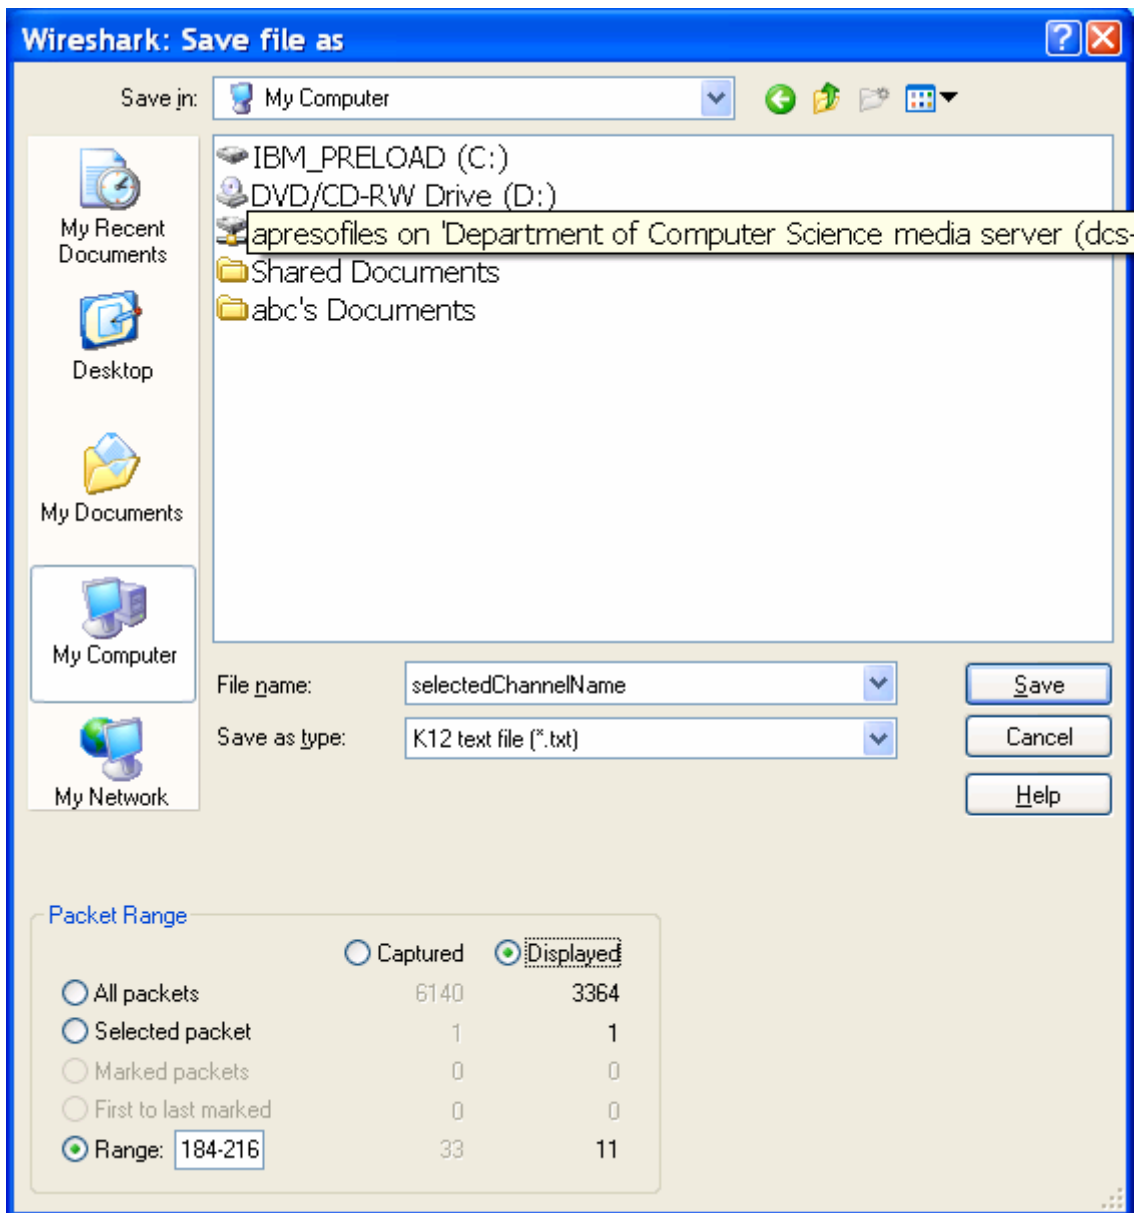 Wireshark: Save file as
Save in: My Computer
IBM_PRELOAD (C:)
DVD/CD-RW Drive (D:)
apresofiles on 'Department of Computer Science media server (dcs-
Shared Documents
abc's Documents
My Recent
Documents
Desktop
My Documents
My Computer
My Network
File name: selectedChannelName Save
Save as type: K12 text file (*.txt) Cancel
Help
Packet Range
Captured Displayed
All packets 6140 3364
Selected packet 1 1
Marked packets 0 0
First to last marked 0 0
Range: 184-216 33 11